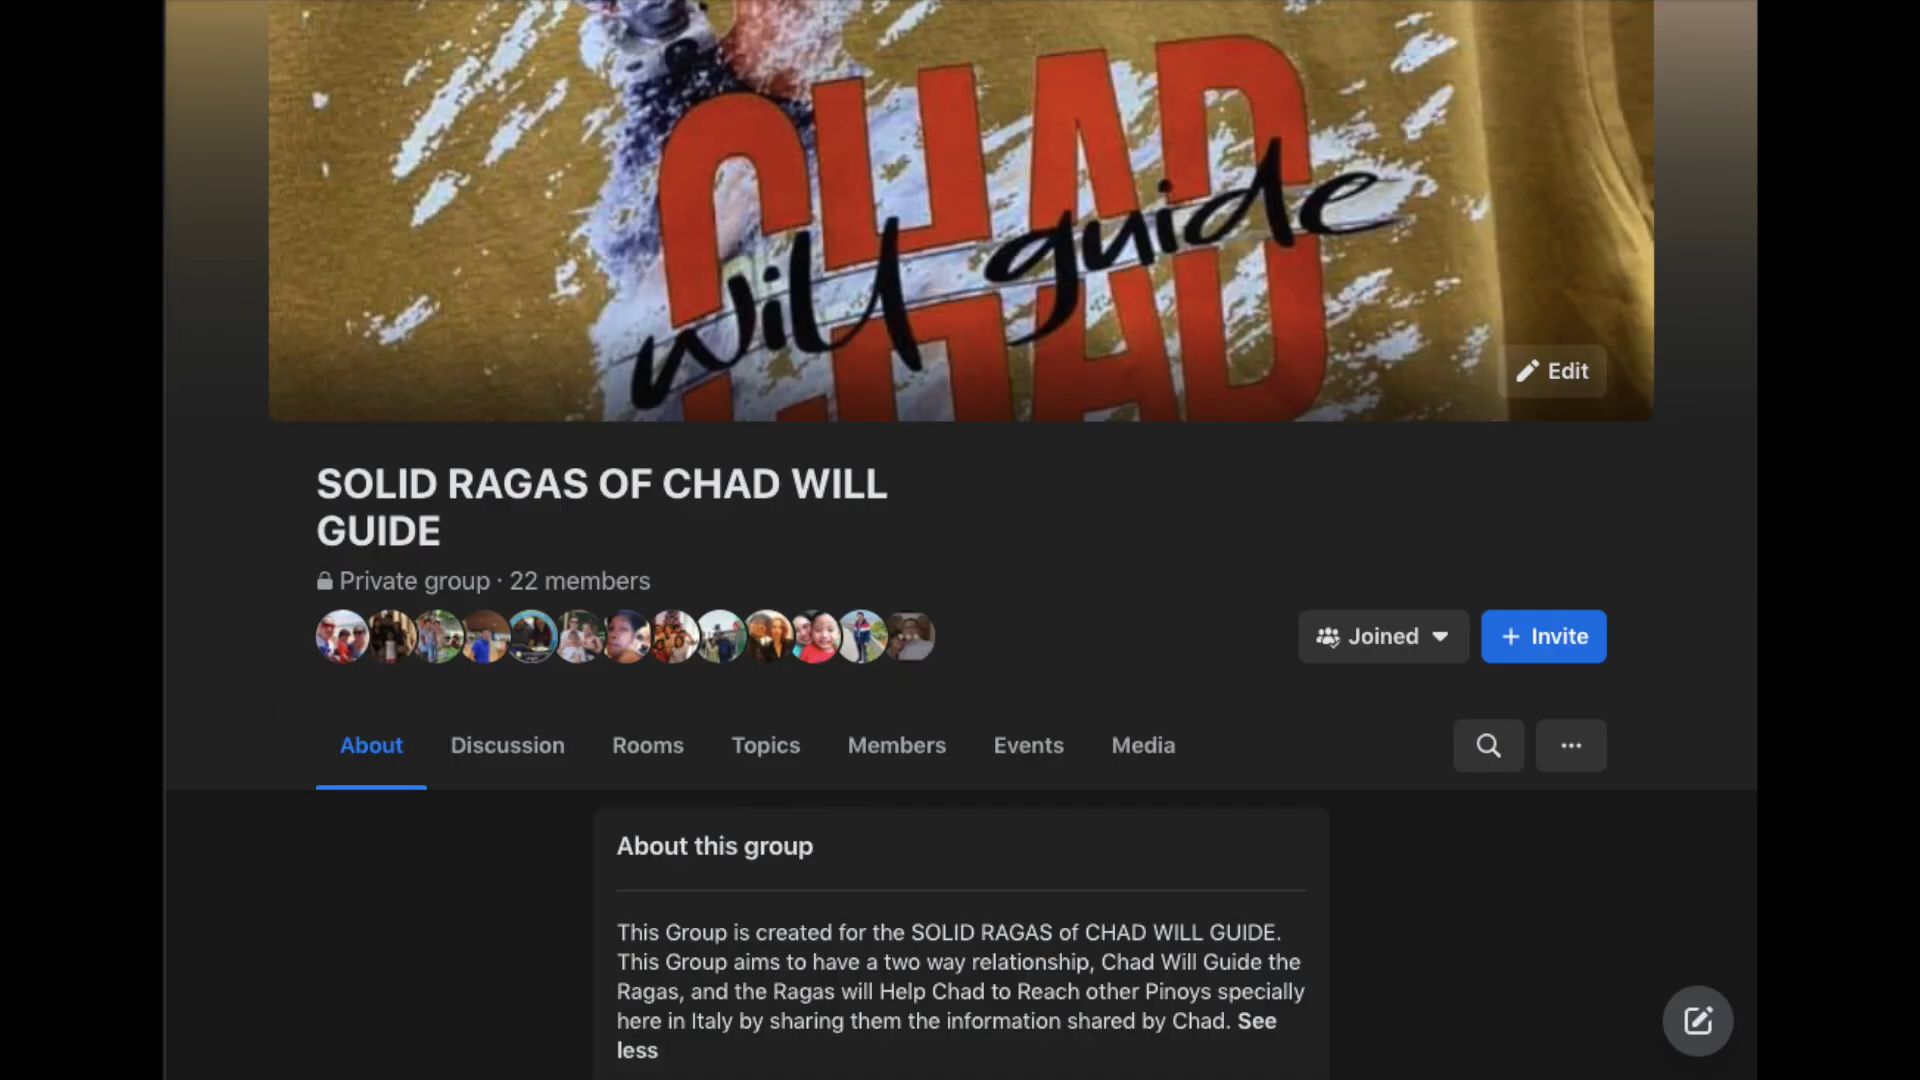 CHAD
will guide
CHAD
Edit
SOLID RAGAS OF CHAD WILL
GUIDE
Private group · 22 members
Joined
+ Invite
About
Discussion
Rooms
Topics
Members
Events
Media
About this group
This Group is created for the SOLID RAGAS of CHAD WILL GUIDE.
This Group aims to have a two way relationship, Chad Will Guide the
Ragas, and the Ragas will Help Chad to Reach other Pinoys specially
here in Italy by sharing them the information shared by Chad. See
less